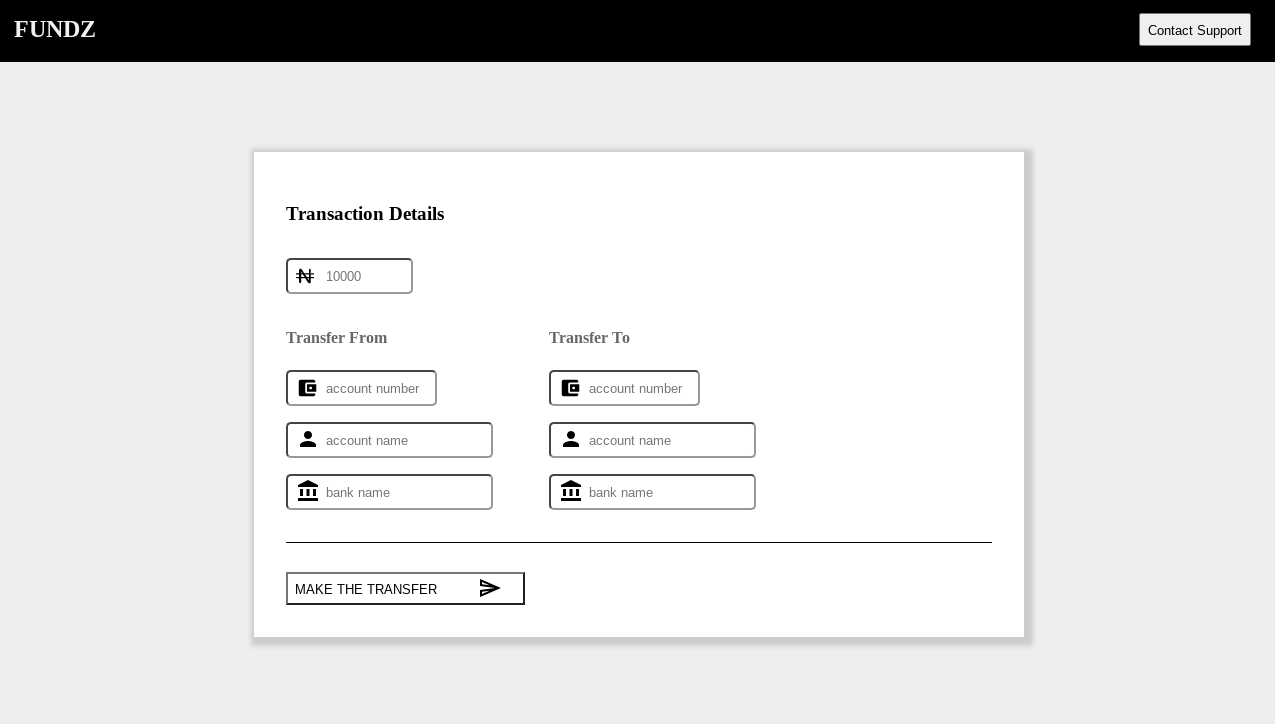 FUNDZ
Contact Support
Transaction Details
₦ 10000
Transfer From
Transfer To
account number
account number
account name
account name
bank name
bank name
MAKE THE TRANSFER